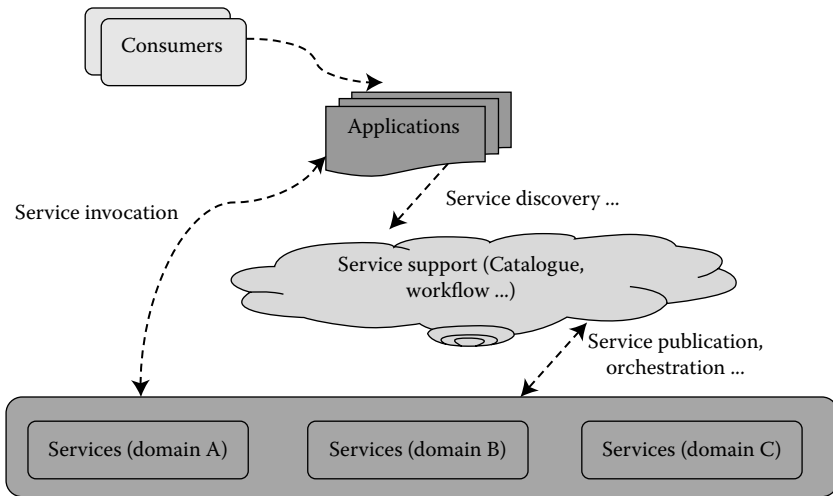 Consumers
Applications
Service invocation
Service discovery ...
Service support (Catalogue,
workflow ...)
Service publication,
orchestration ...
Services (domain A)
Services (domain B)
Services (domain C)